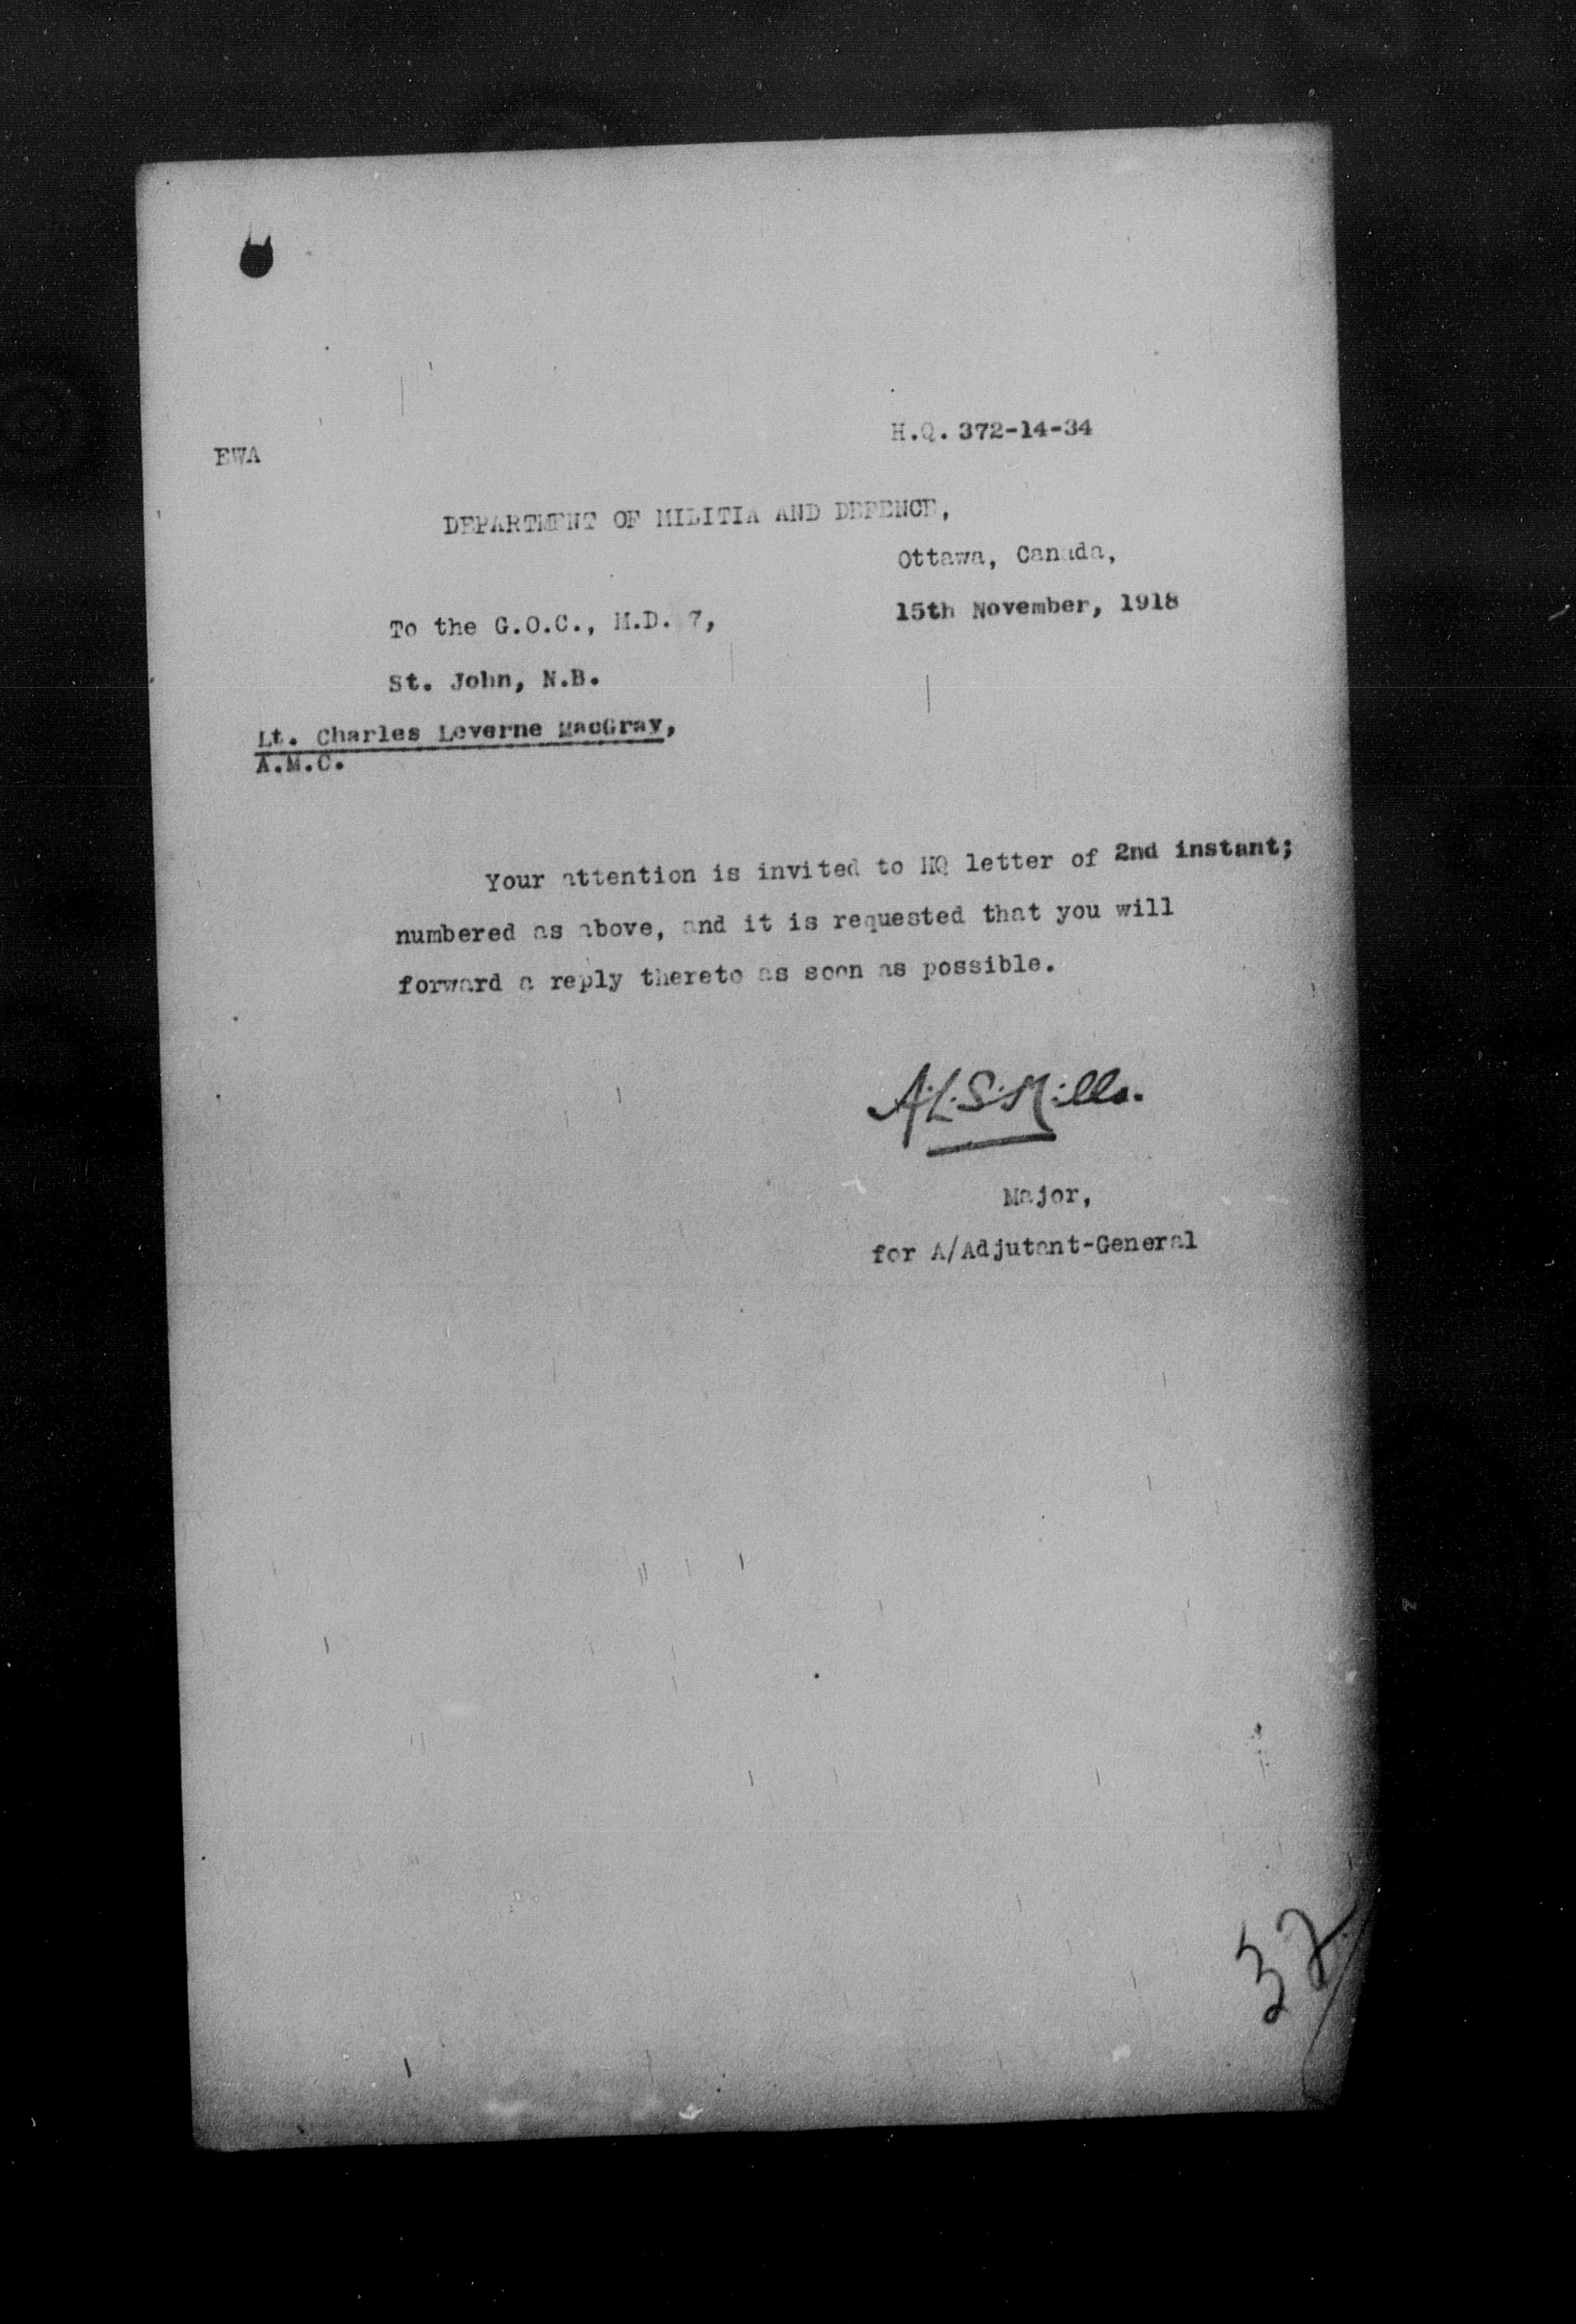 H.Q. 372-14-34
EWA
DEPARTMENT OF MILITIA AND DEFENCE,
Ottawa, Canada,
15th November, 1918
To the G.O.C., M.D. 7,
St. John, N.B.
Lt. Charles Leverne MacGray,
A.M.C.
Your attention is invited to HQ letter of 2nd instant;
numbered as above, and it is requested that you will
forward a reply thereto as soon as possible.
A.L.S. Mills.
Major,
for A/Adjutant-General
32